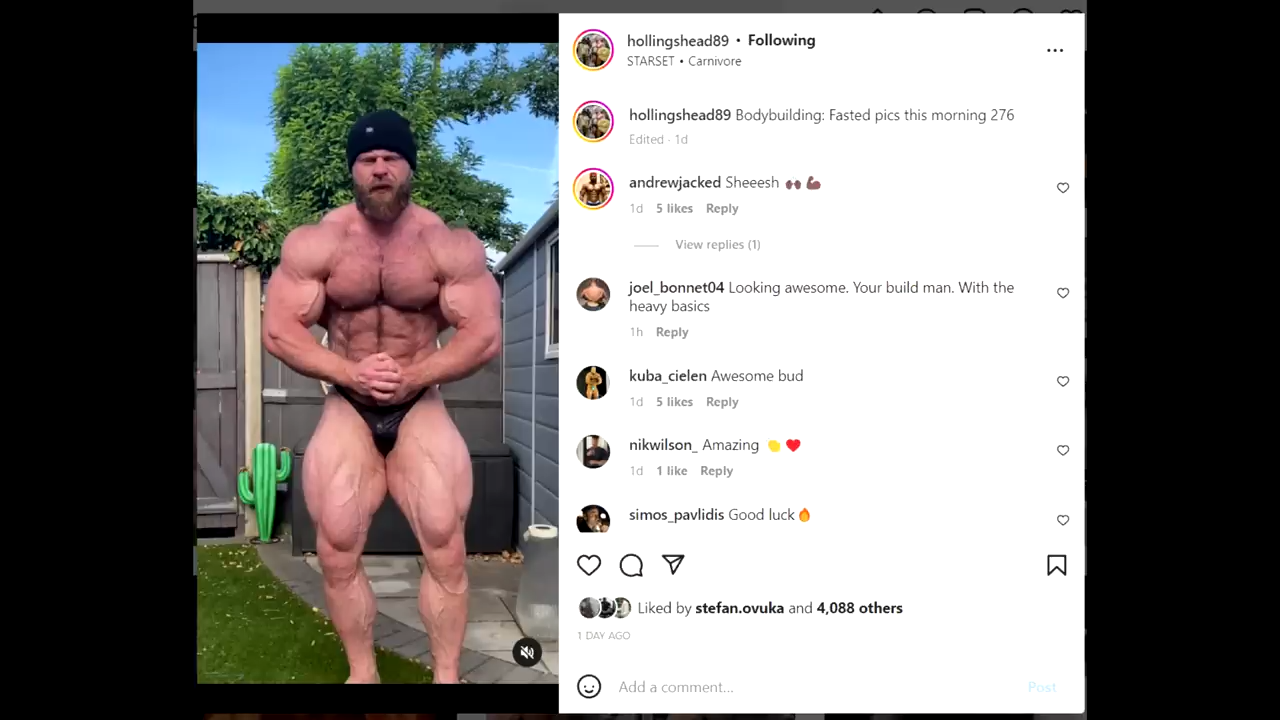 hollingshead89 • Following
STARSET • Carnivore
hollingshead89 Bodybuilding: Fasted pics this morning 276
Edited · 1d
andrewjacked Sheeesh 🙌🏿 💪🏿
1d 5 likes Reply
View replies (1)
joel_bonnet04 Looking awesome. Your build man. With the
heavy basics
1h Reply
kuba_cielen Awesome bud
1d 5 likes Reply
nikwilson_ Amazing 👏 ❤️
1d 1 like Reply
simos_pavlidis Good luck🔥
Liked by stefan.ovuka and 4,088 others
1 DAY AGO
Add a comment... Post